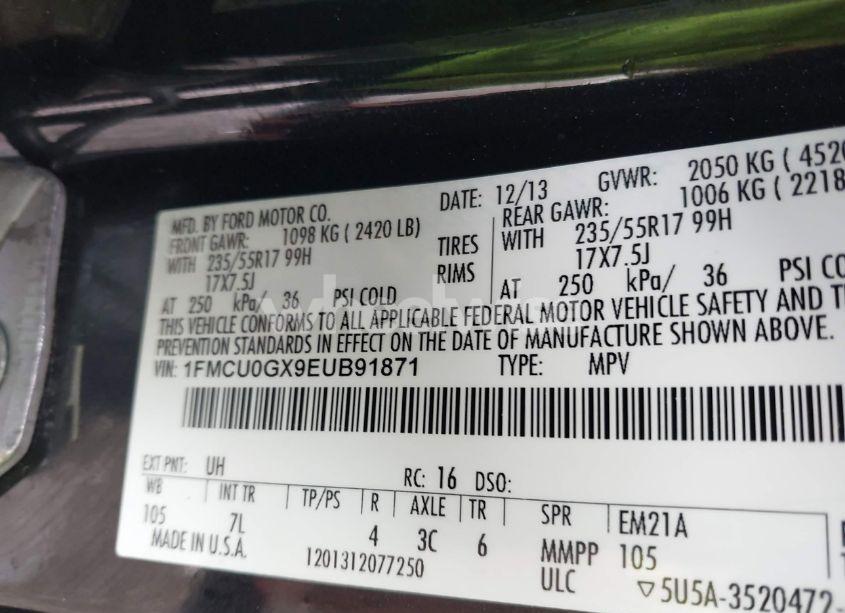 MFD. BY FORD MOTOR CO. DATE: 12/13 GVWR: 2050 KG ( 4520
FRONT GAWR: 1098 KG ( 2420 LB) REAR GAWR: 1006 KG ( 2218
WITH 235/55R17 99H TIRES WITH 235/55R17 99H
17X7.5J RIMS 17X7.5J
AT 250 kPa/ 36 PSI COLD AT 250 kPa/ 36 PSI CO
THIS VEHICLE CONFORMS TO ALL APPLICABLE FEDERAL MOTOR VEHICLE SAFETY AND T
PREVENTION STANDARDS IN EFFECT ON THE DATE OF MANUFACTURE SHOWN ABOVE.
VIN: 1FMCU0GX9EUB91871 TYPE: MPV
EXT PNT: UH RC: 16 DSO:
WB INT TR TP/PS R AXLE TR SPR EM21A
105 7L 4 3C 6 MMPP 105
MADE IN U.S.A. 1201312077250 ULC ▽5U5A-3520472-